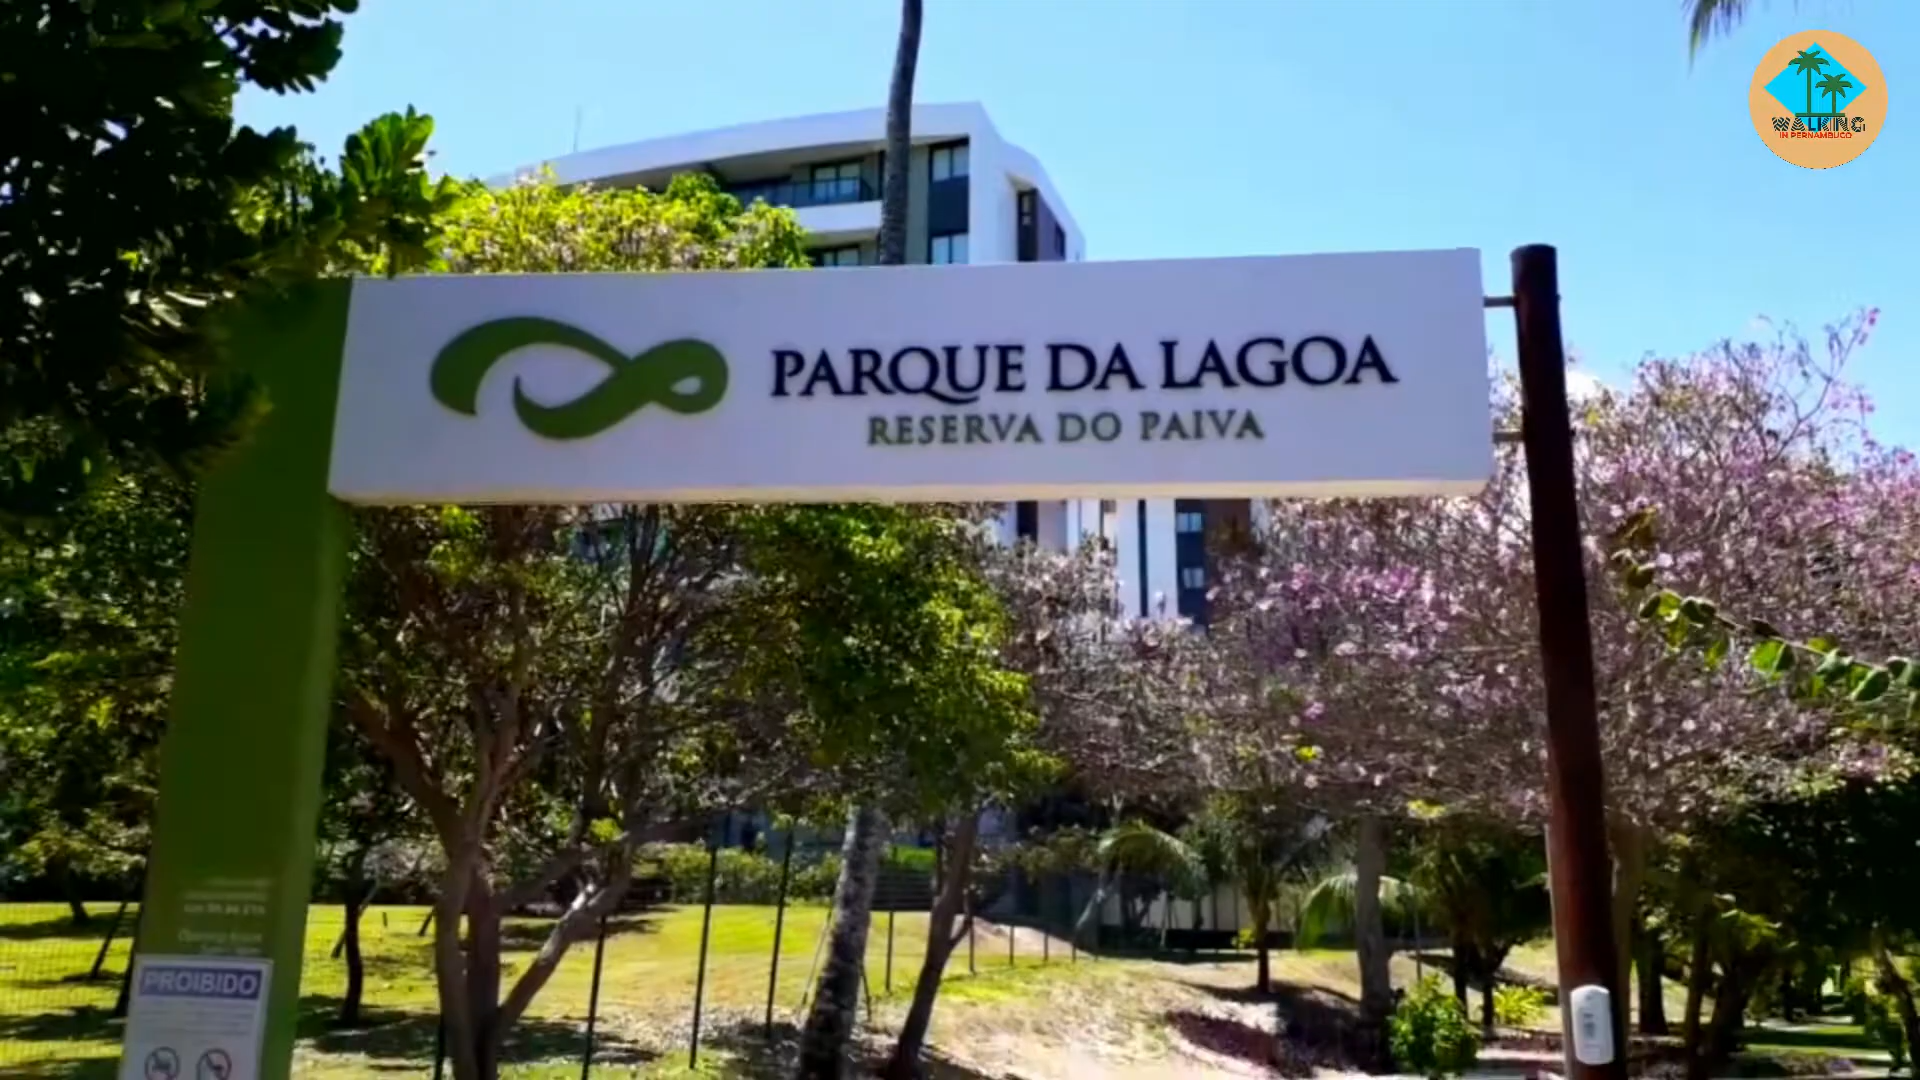 WALKING
IN PERNAMBUCO
PARQUE DA LAGOA
RESERVA DO PAIVA
PROIBIDO